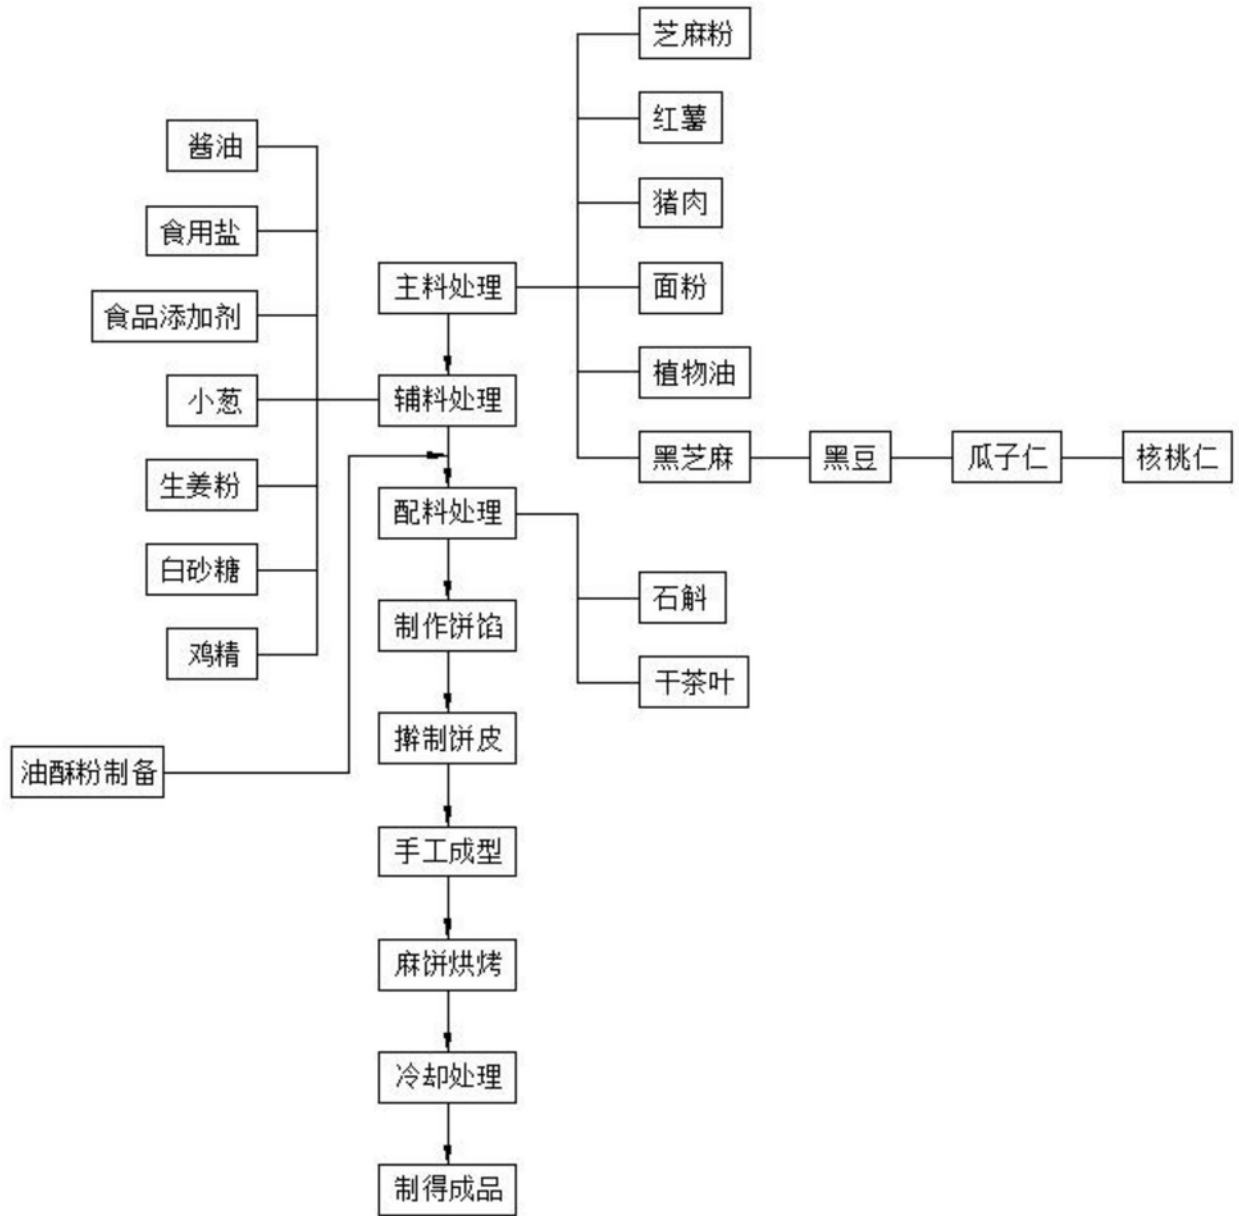 芝麻粉
红薯
酱油
猪肉
食用盐
主料处理
面粉
食品添加剂
植物油
小葱
辅料处理
黑芝麻
黑豆
瓜子仁
核桃仁
生姜粉
配料处理
白砂糖
石斛
制作饼馅
鸡精
干茶叶
擀制饼皮
油酥粉制备
手工成型
麻饼烘烤
冷却处理
制得成品